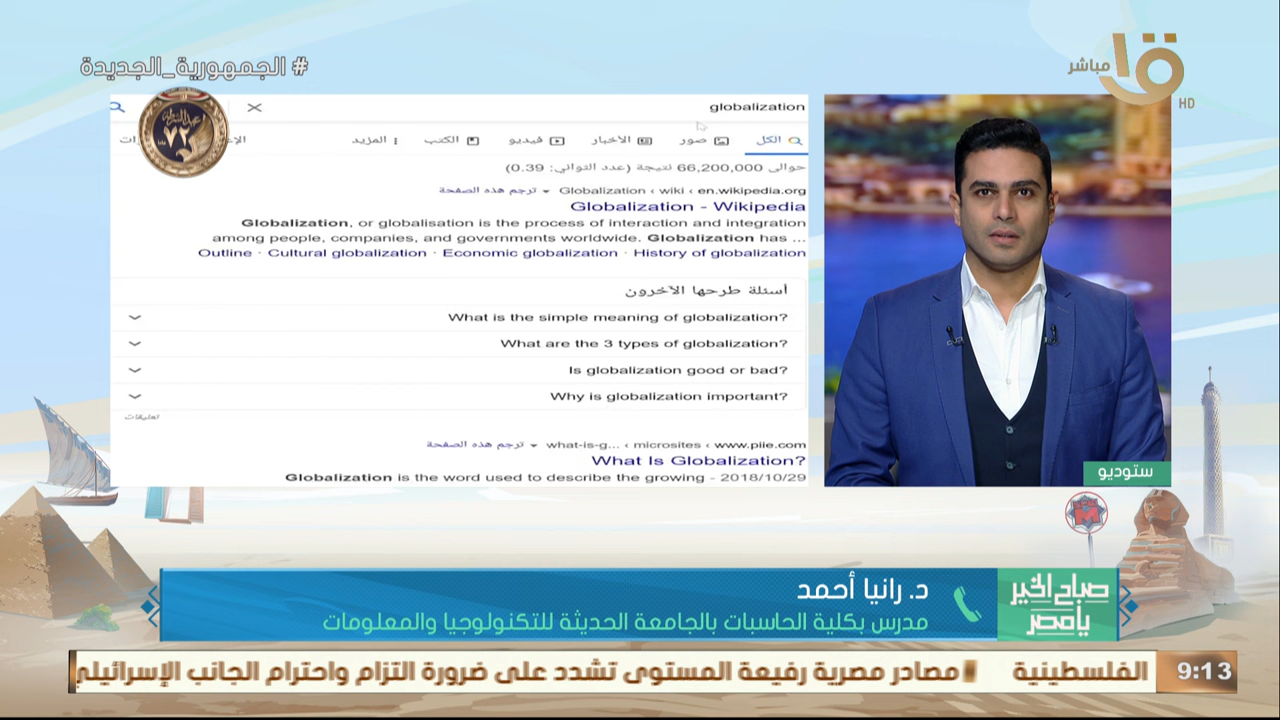 # الجمهورية_الجديدة
مباشر
HD
عيد الشرطة
٧٢
globalization
الكل
صور
الأخبار
فيديو
الكتب
المزيد
حوالى 66,200,000 نتيجة (عدد الثواني: 0.39)
en.wikipedia.org › wiki › Globalization ▾ ترجم هذه الصفحة
Globalization - Wikipedia
Globalization, or globalisation is the process of interaction and integration
among people, companies, and governments worldwide. Globalization has ...
Outline · Cultural globalization · Economic globalization · History of globalization
أسئلة طرحها الآخرون
What is the simple meaning of globalization?
What are the 3 types of globalization?
Is globalization good or bad?
Why is globalization important?
تعليقات
www.piie.com › microsites › what-is-g... ▾ ترجم هذه الصفحة
What Is Globalization?
Globalization is the word used to describe the growing - 2018/10/29
ستوديو
M
صباح الخير
يا مصر
د. رانيا أحمد
مدرس بكلية الحاسبات بالجامعة الحديثة للتكنولوجيا والمعلومات
9:13
الفلسطينية
مصادر مصرية رفيعة المستوى تشدد على ضرورة التزام واحترام الجانب الإسرائيلي